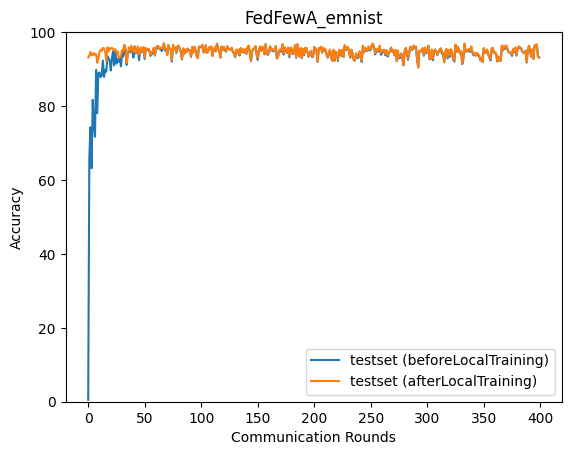 FedFewA_emnist
100
80
60
40
20
0
Accuracy
testset (beforeLocalTraining)
testset (afterLocalTraining)
0 50 100 150 200 250 300 350 400
Communication Rounds